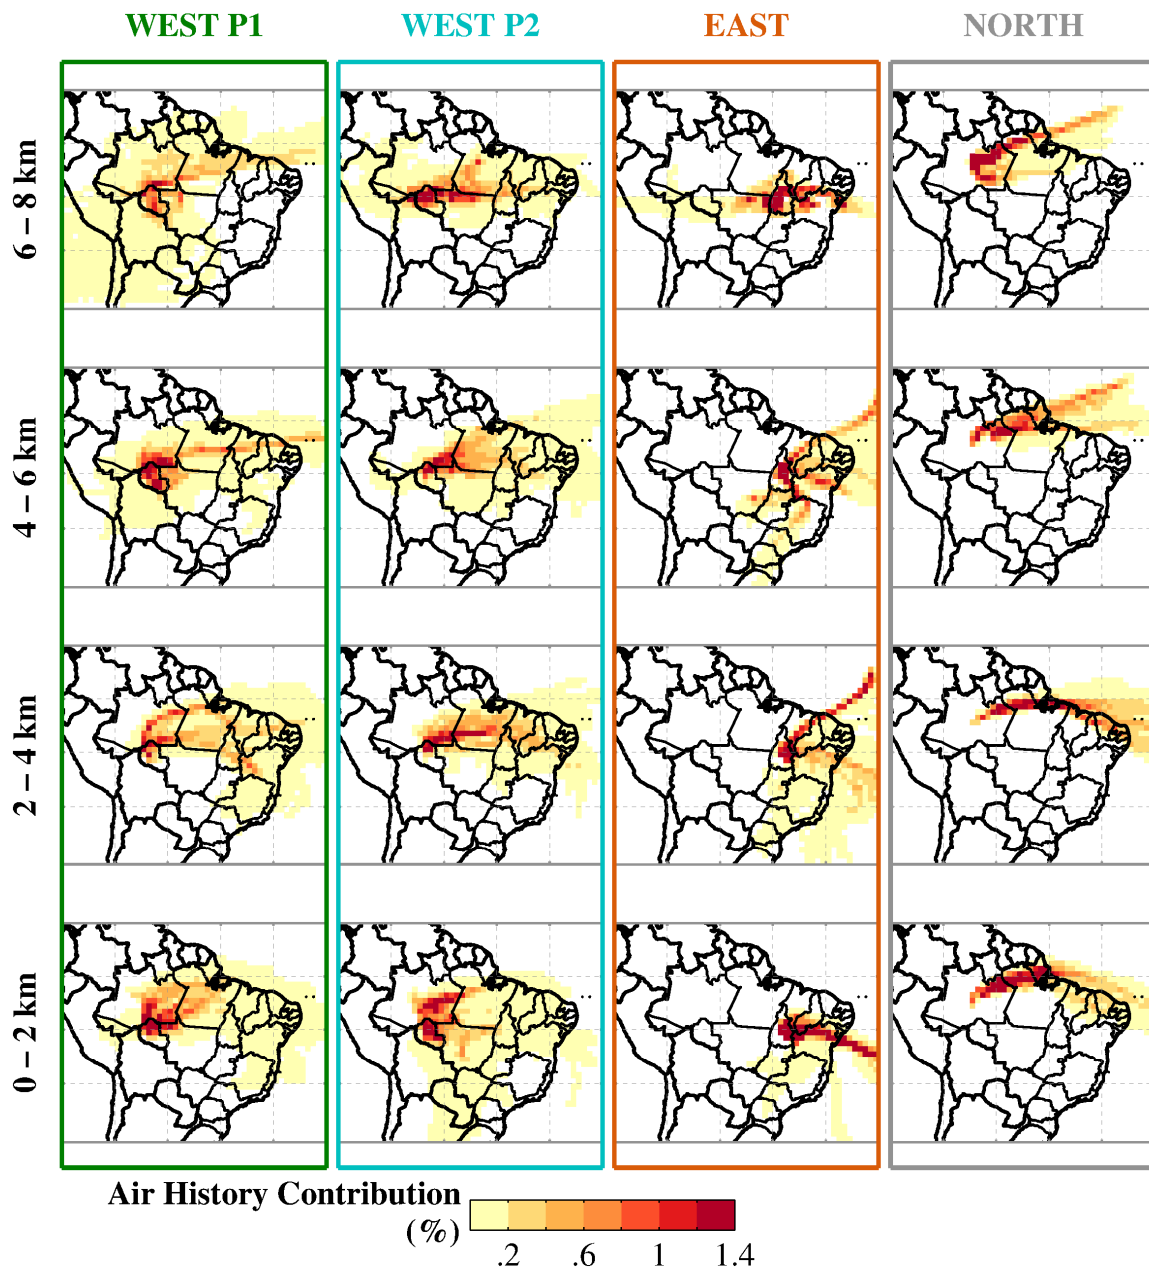 WEST P1 WEST P2 EAST NORTH
6 – 8 km
4 – 6 km
2 – 4 km
0 – 2 km
Air History Contribution
(%)
.2 .6 1 1.4